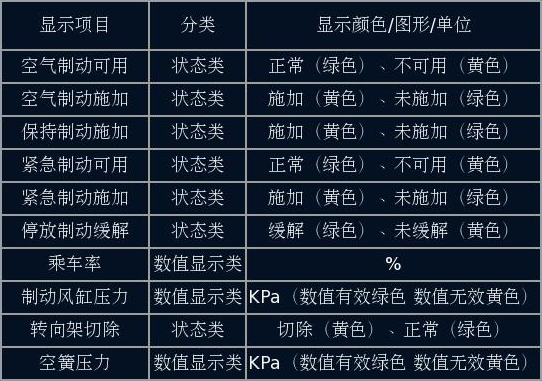 显示项目 分类 显示颜色/图形/单位
空气制动可用 状态类 正常（绿色）、不可用（黄色）
空气制动施加 状态类 施加（黄色）、未施加（绿色）
保持制动施加 状态类 施加（黄色）、未施加（绿色）
紧急制动可用 状态类 正常（绿色）、不可用（黄色）
紧急制动施加 状态类 施加（黄色）、未施加（绿色）
停放制动缓解 状态类 缓解（绿色）、未缓解（黄色）
乘车率 数值显示类 %
制动风缸压力 数值显示类 KPa（数值有效绿色 数值无效黄色）
转向架切除 状态类 切除（黄色）、正常（绿色）
空簧压力 数值显示类 KPa（数值有效绿色 数值无效黄色）